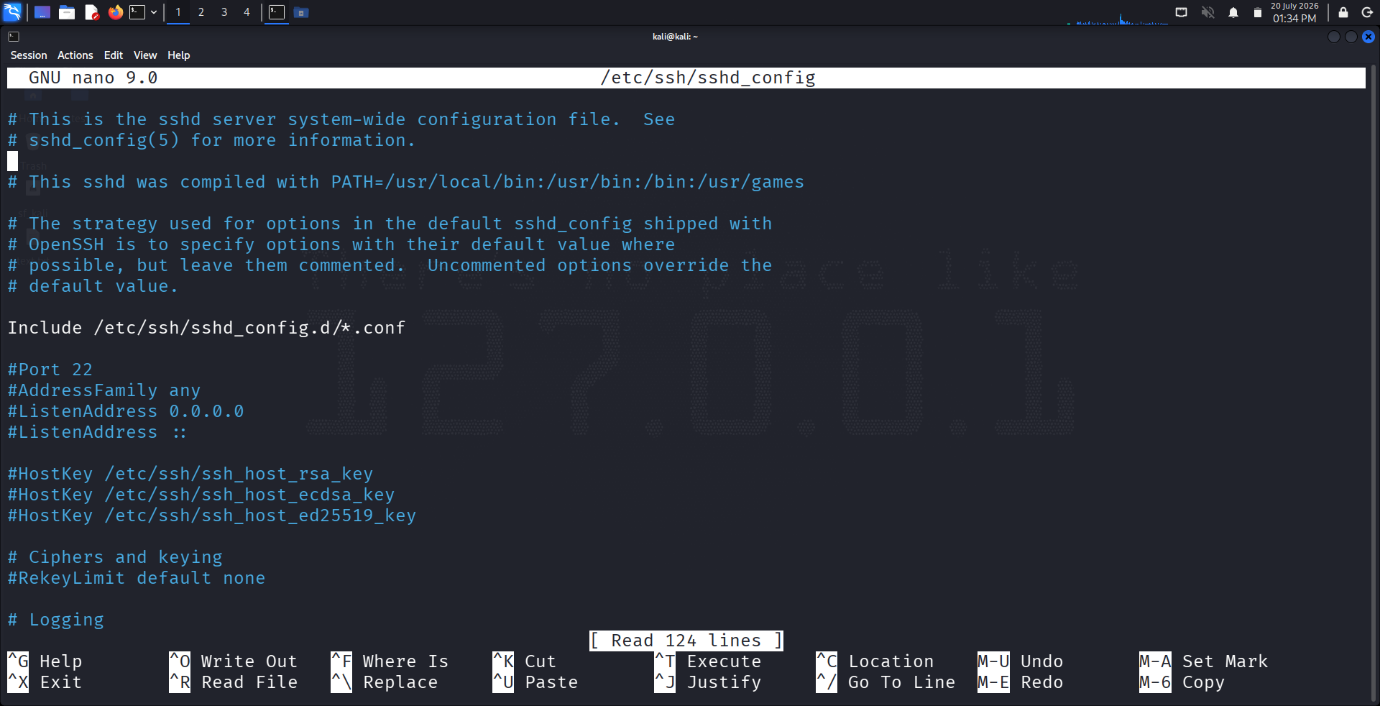 1 2 3 4
20 July 2026
01:34 PM
kali@kali: ~
Session Actions Edit View Help
GNU nano 9.0 /etc/ssh/sshd_config
# This is the sshd server system-wide configuration file.  See
# sshd_config(5) for more information.
# This sshd was compiled with PATH=/usr/local/bin:/usr/bin:/bin:/usr/games
# The strategy used for options in the default sshd_config shipped with
# OpenSSH is to specify options with their default value where
# possible, but leave them commented.  Uncommented options override the
# default value.
There's no place like
Include /etc/ssh/sshd_config.d/*.conf
127.0.0.1
#Port 22
#AddressFamily any
#ListenAddress 0.0.0.0
#ListenAddress ::
#HostKey /etc/ssh/ssh_host_rsa_key
#HostKey /etc/ssh/ssh_host_ecdsa_key
#HostKey /etc/ssh/ssh_host_ed25519_key
# Ciphers and keying
#RekeyLimit default none
# Logging
[ Read 124 lines ]
^G Help ^O Write Out ^F Where Is ^K Cut ^T Execute ^C Location M-U Undo M-A Set Mark
^X Exit ^R Read File ^\ Replace ^U Paste ^J Justify ^/ Go To Line M-E Redo M-6 Copy